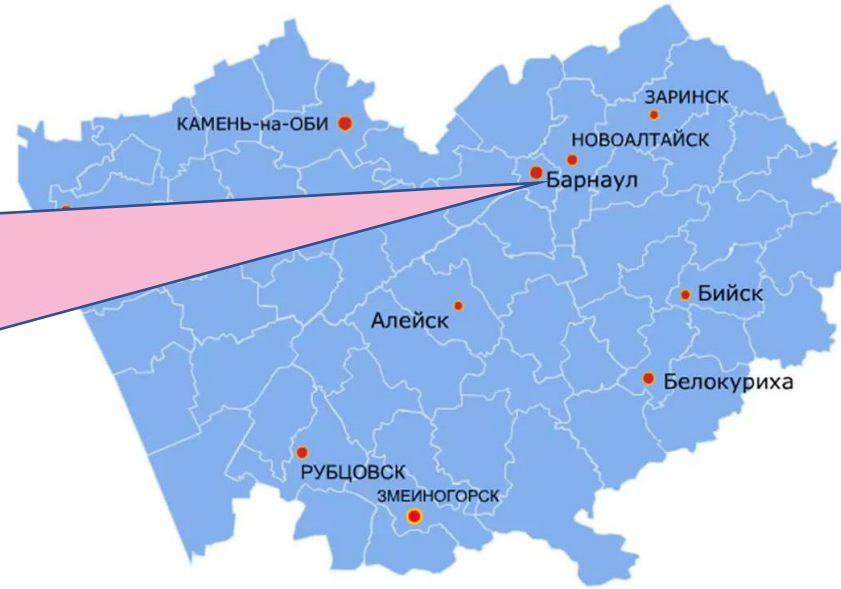 ЗАРИНСК
КАМЕНЬ-на-ОБИ
НОВОАЛТАЙСК
Барнаул
Бийск
Алейск
Белокуриха
РУБЦОВСК
ЗМЕИНОГОРСК